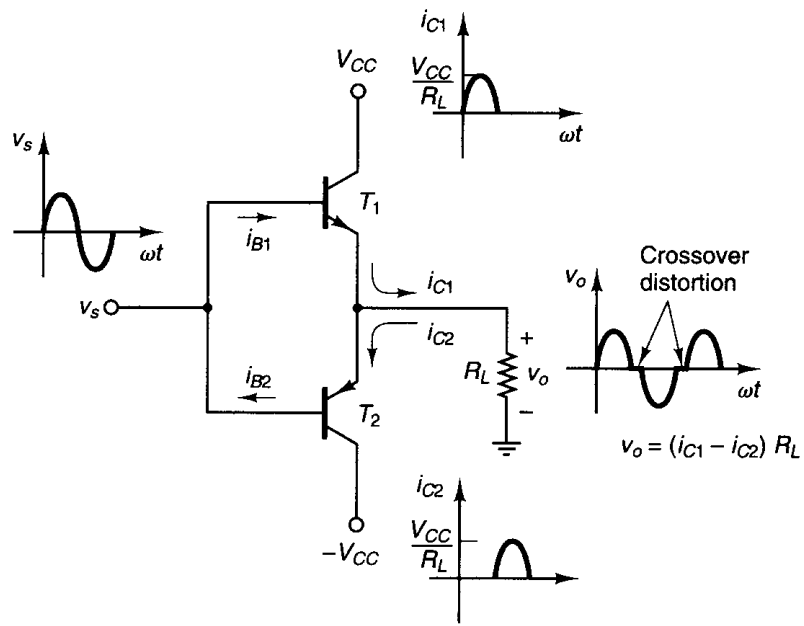 i_C1
V_CC
V_CC
R_L
ωt
v_s
T_1
i_B1
ωt
i_C1
Crossover
distortion
v_o
v_s
i_C2
+
i_B2
R_L
v_o
ωt
T_2
–
v_o = (i_C1 – i_C2) R_L
i_C2
V_CC
R_L
–V_CC